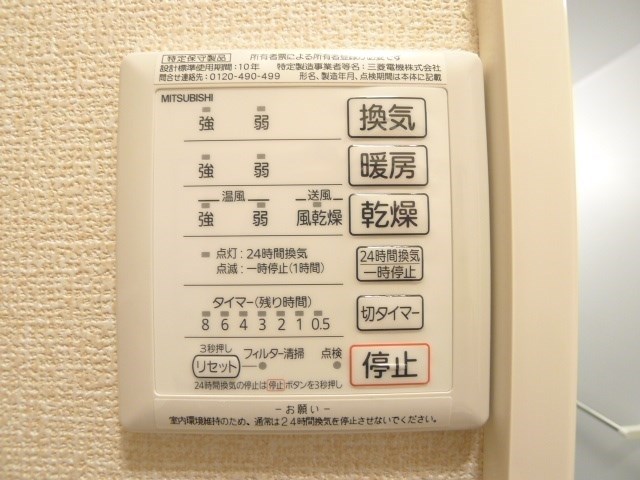 特定保守製品 所有者票による所有者登録が必要です
設計標準使用期間:10年 特定製造事業者等名:三菱電機株式会社
問合せ連絡先:0120-490-499 形名、製造年月、点検期間は本体に記載
MITSUBISHI
強 弱 換気
強 弱 暖房
温風 送風
強 弱 風乾燥 乾燥
点灯:24時間換気
点滅:一時停止(1時間)
24時間換気
一時停止
タイマー(残り時間)
8 6 4 3 2 1 0.5
切タイマー
3秒押し
リセット フィルター清掃 点検
停止
24時間換気の停止は停止ボタンを3秒押し
－お願い－
室内環境維持のため、通常は24時間換気を停止させないでください。